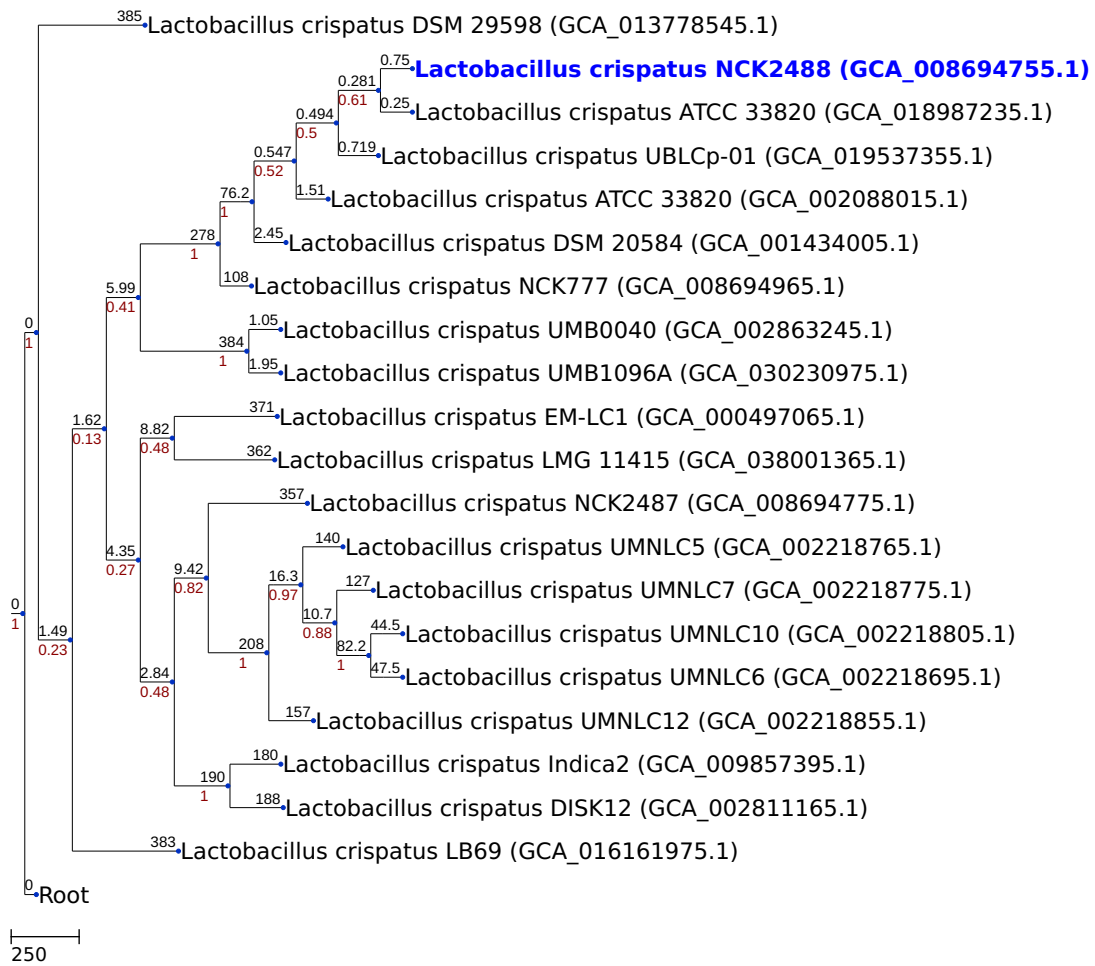 385
Lactobacillus crispatus DSM 29598 (GCA_013778545.1)
0.75
Lactobacillus crispatus NCK2488 (GCA_008694755.1)
0.281
0.61
0.25
Lactobacillus crispatus ATCC 33820 (GCA_018987235.1)
0.494
0.5
0.719
Lactobacillus crispatus UBLCp-01 (GCA_019537355.1)
0.547
0.52
1.51
Lactobacillus crispatus ATCC 33820 (GCA_002088015.1)
76.2
1
2.45
Lactobacillus crispatus DSM 20584 (GCA_001434005.1)
278
1
108
Lactobacillus crispatus NCK777 (GCA_008694965.1)
5.99
0.41
1.05
Lactobacillus crispatus UMB0040 (GCA_002863245.1)
0
1
384
1
1.95
Lactobacillus crispatus UMB1096A (GCA_030230975.1)
371
Lactobacillus crispatus EM-LC1 (GCA_000497065.1)
1.62
0.13
8.82
0.48
362
Lactobacillus crispatus LMG 11415 (GCA_038001365.1)
357
Lactobacillus crispatus NCK2487 (GCA_008694775.1)
140
Lactobacillus crispatus UMNLC5 (GCA_002218765.1)
4.35
0.27
9.42
0.82
16.3
0.97
127
Lactobacillus crispatus UMNLC7 (GCA_002218775.1)
0
1
10.7
0.88
44.5
Lactobacillus crispatus UMNLC10 (GCA_002218805.1)
1.49
0.23
208
1
82.2
1
47.5
Lactobacillus crispatus UMNLC6 (GCA_002218695.1)
2.84
0.48
157
Lactobacillus crispatus UMNLC12 (GCA_002218855.1)
180
Lactobacillus crispatus Indica2 (GCA_009857395.1)
190
1
188
Lactobacillus crispatus DISK12 (GCA_002811165.1)
383
Lactobacillus crispatus LB69 (GCA_016161975.1)
0
Root
250